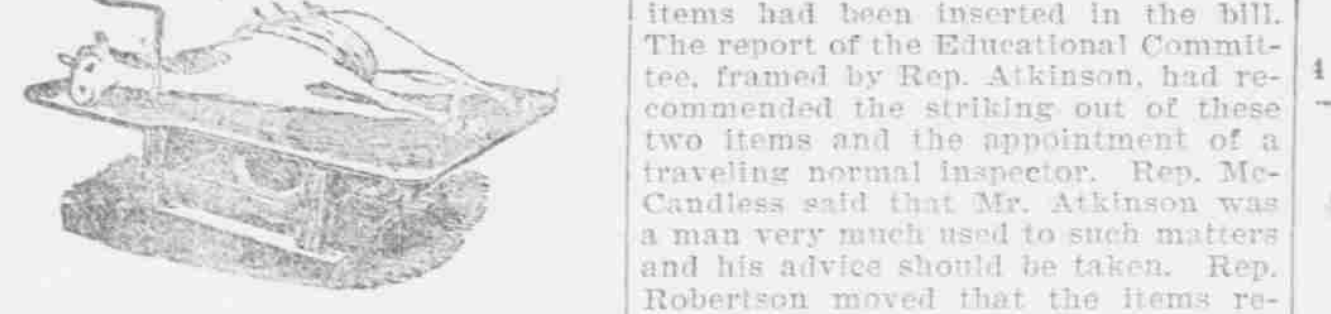 items had been inserted in the bill.
The report of the Educational Commit-
tee, framed by Rep. Atkinson, had re-
commended the striking out of these
two items and the appointment of a
traveling normal inspector. Rep. Mc-
Candless said that Mr. Atkinson was
a man very much used to such matters
and his advice should be taken. Rep.
Robertson moved that the items re-